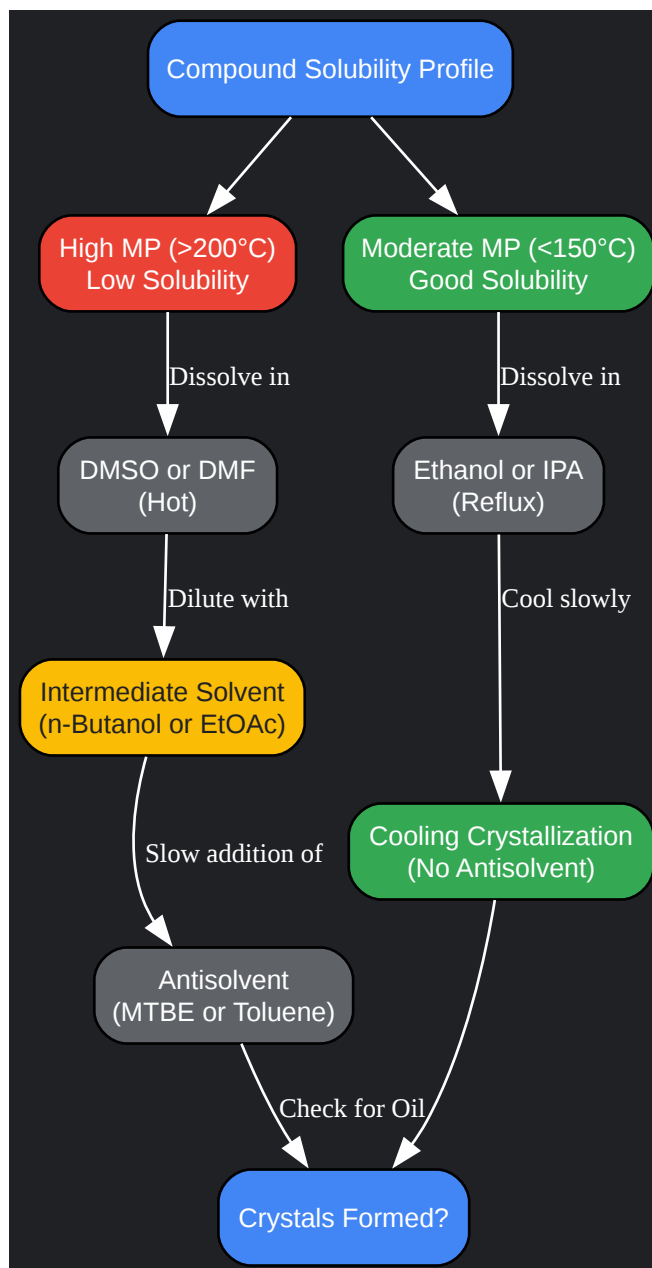 Compound Solubility Profile
High MP (>200°C)
Low Solubility
Moderate MP (<150°C)
Good Solubility
Dissolve in
Dissolve in
DMSO or DMF
(Hot)
Ethanol or IPA
(Reflux)
Dilute with
Cool slowly
Intermediate Solvent
(n-Butanol or EtOAc)
Slow addition of
Cooling Crystallization
(No Antisolvent)
Antisolvent
(MTBE or Toluene)
Check for Oil
Crystals Formed?